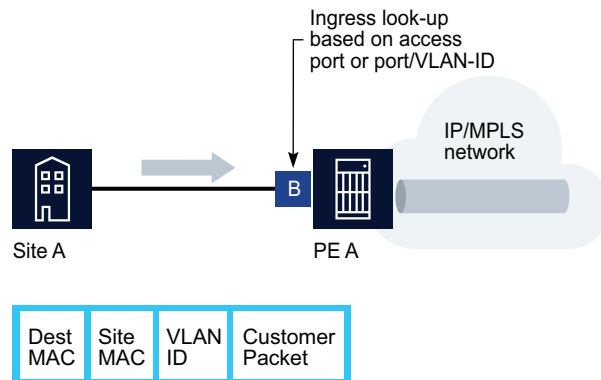 Ingress look-up
based on access
port or port/VLAN-ID
IP/MPLS
network
B
Site A
PE A
Dest
MAC
Site
MAC
VLAN
ID
Customer
Packet